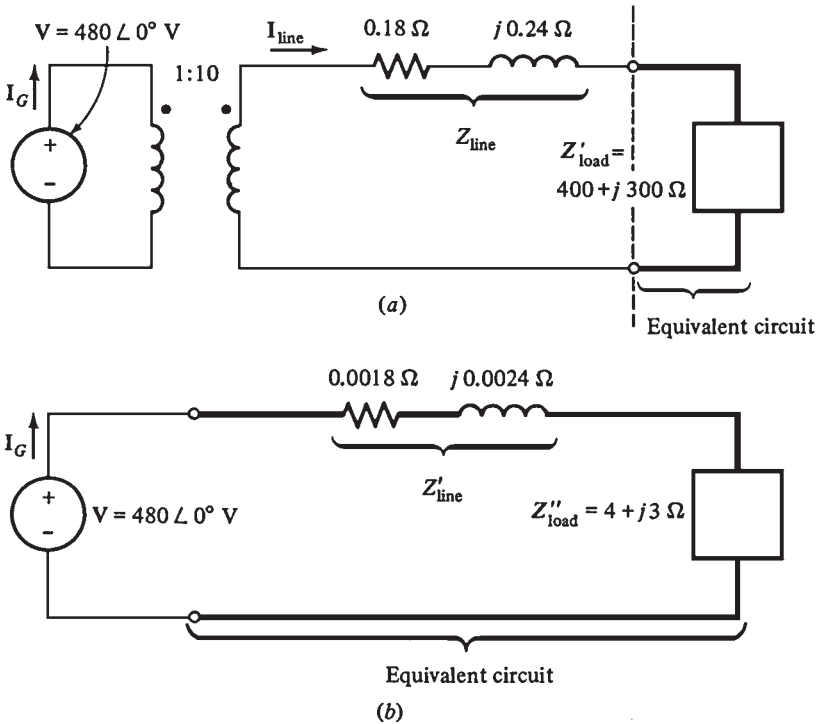 V = 480 ∠ 0° V
I_line
0.18 Ω
j 0.24 Ω
I_G
1:10
+
-
Z_line
Z′_load =
400 + j 300 Ω
(a)
Equivalent circuit
0.0018 Ω
j 0.0024 Ω
I_G
Z′_line
+
-
V = 480 ∠ 0° V
Z″_load = 4 + j3 Ω
Equivalent circuit
(b)